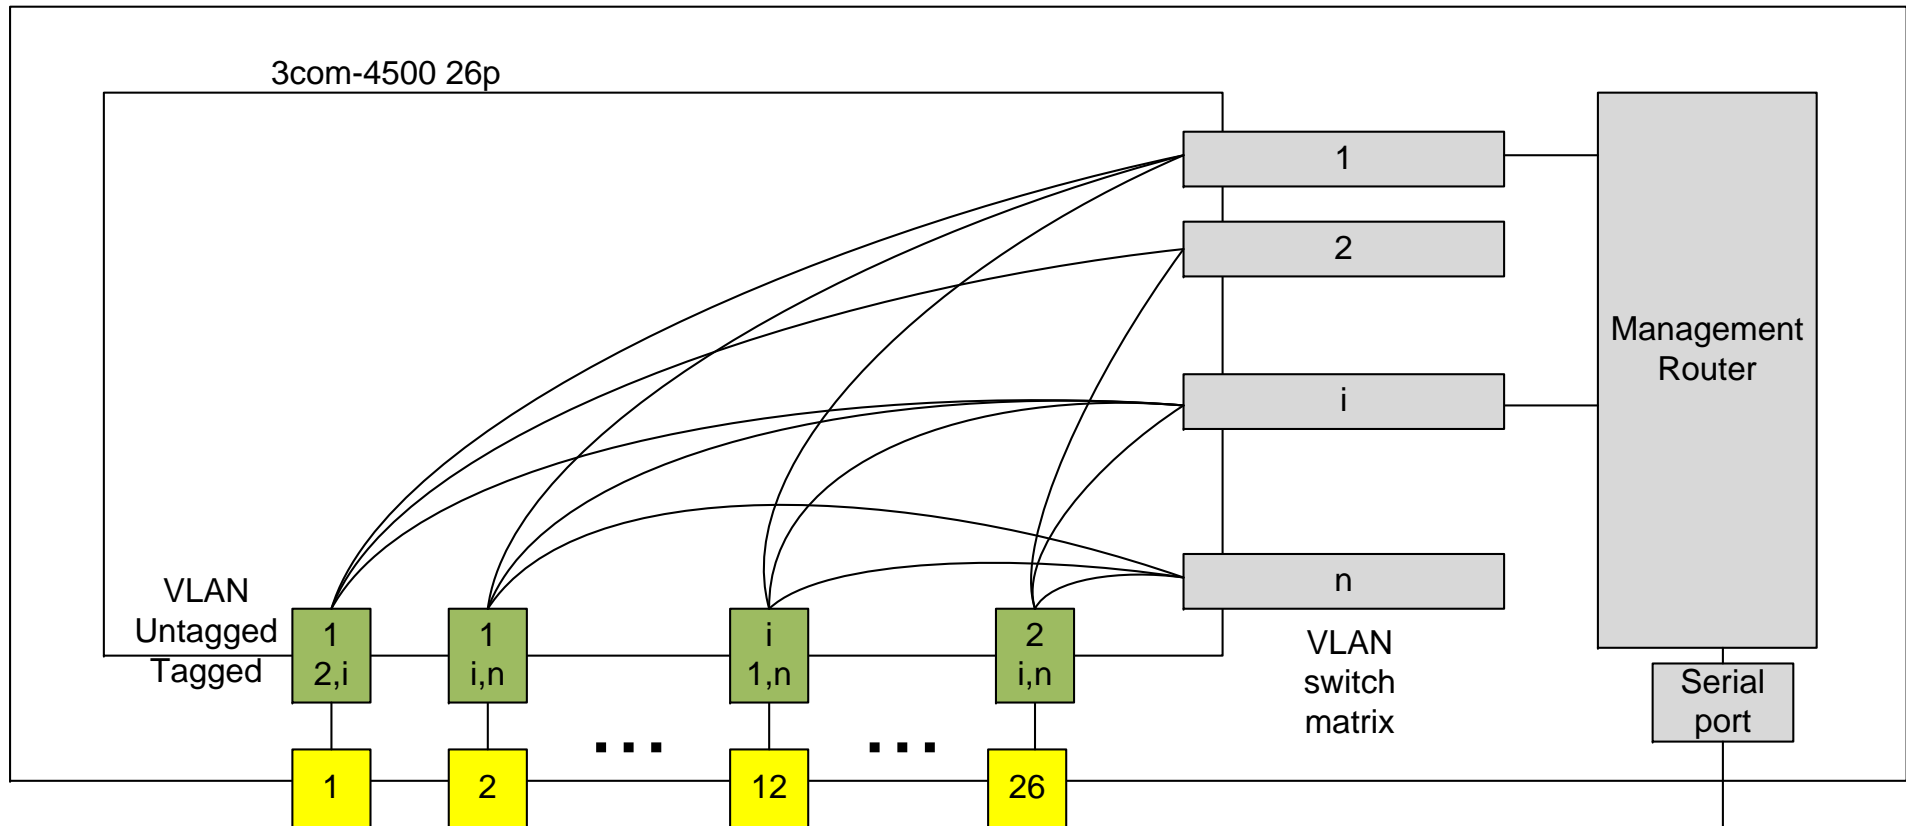 3com-4500 26p
1
2
i
n
Management
Router
VLAN
Untagged
Tagged
1
2,i
1
i,n
i
1,n
2
i,n
VLAN
switch
matrix
Serial
port
1
2
...
12
...
26